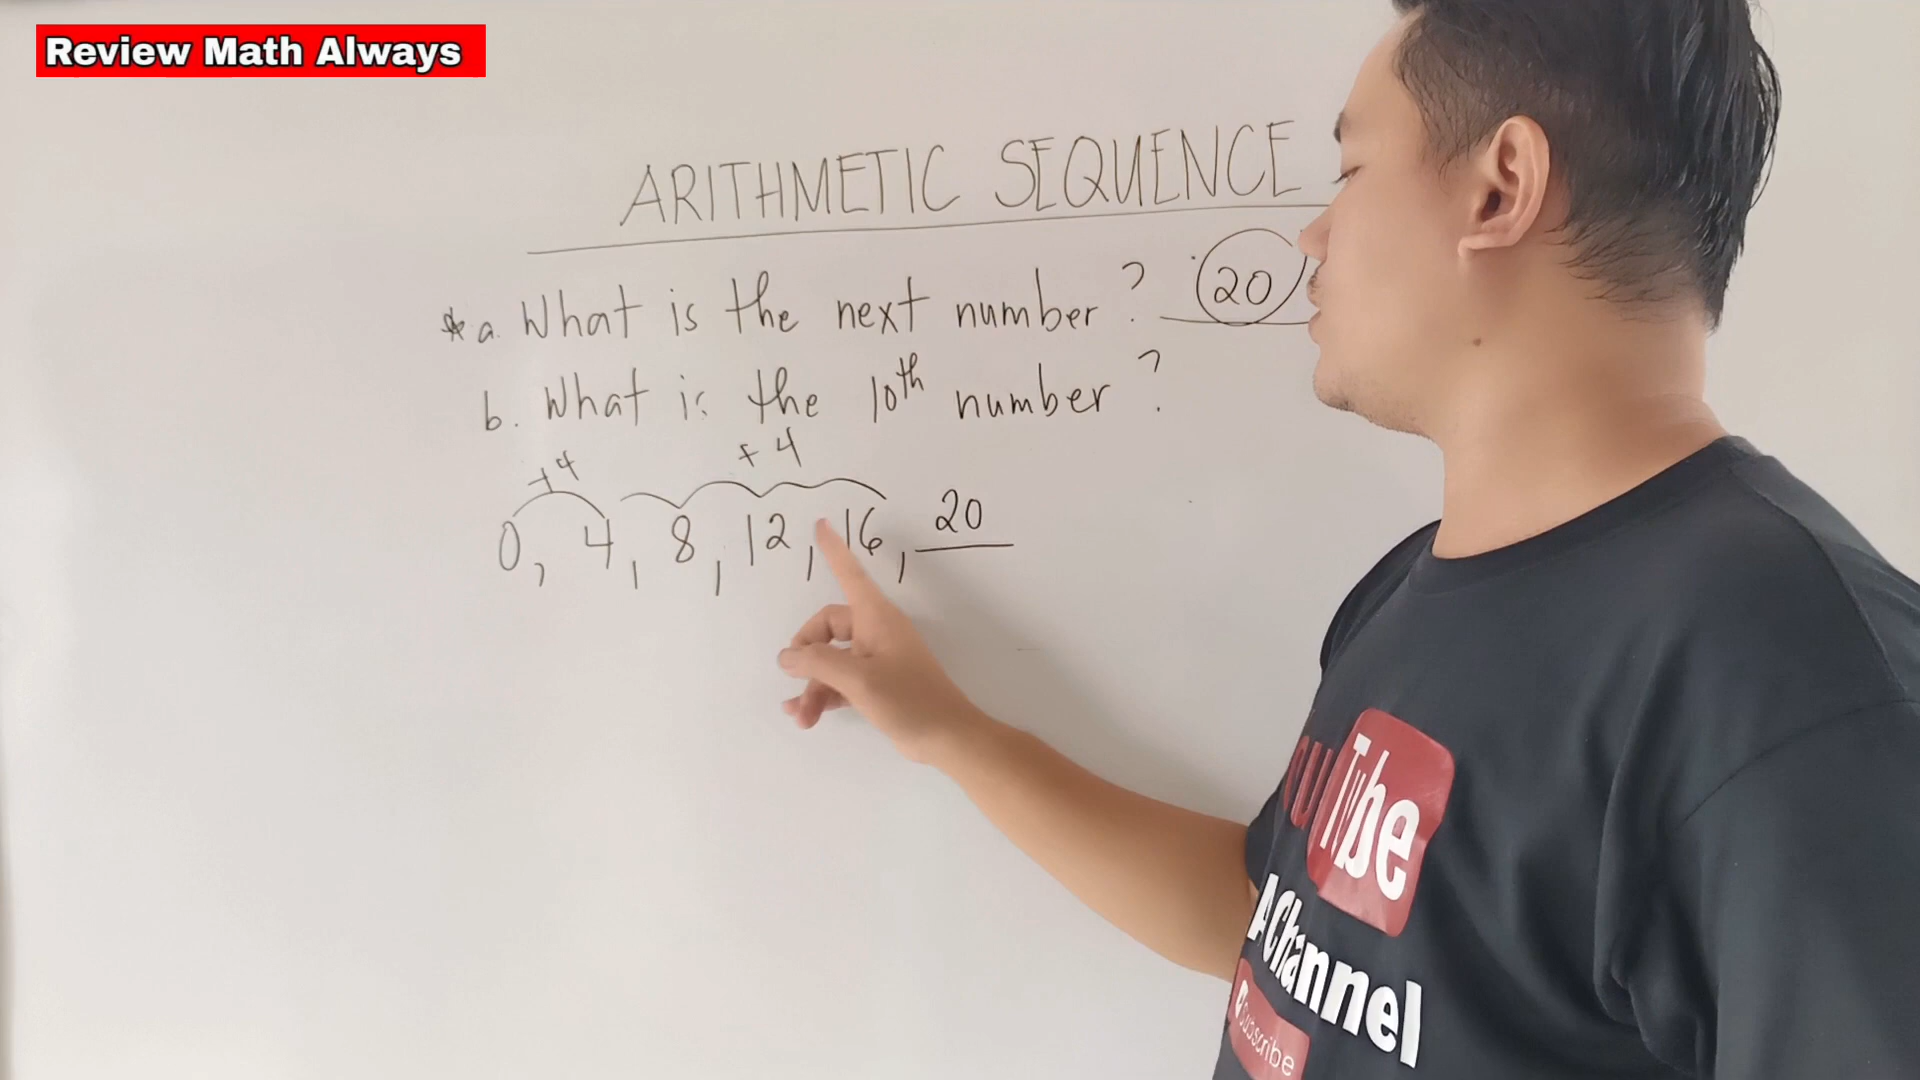 Review Math Always
ARITHMETIC SEQUENCE
* a. What is the next number? 20
b. What is the 10th number?
+4 +4
0, 4, 8, 12, 16, 20
Tube
A Channel
Subscribe